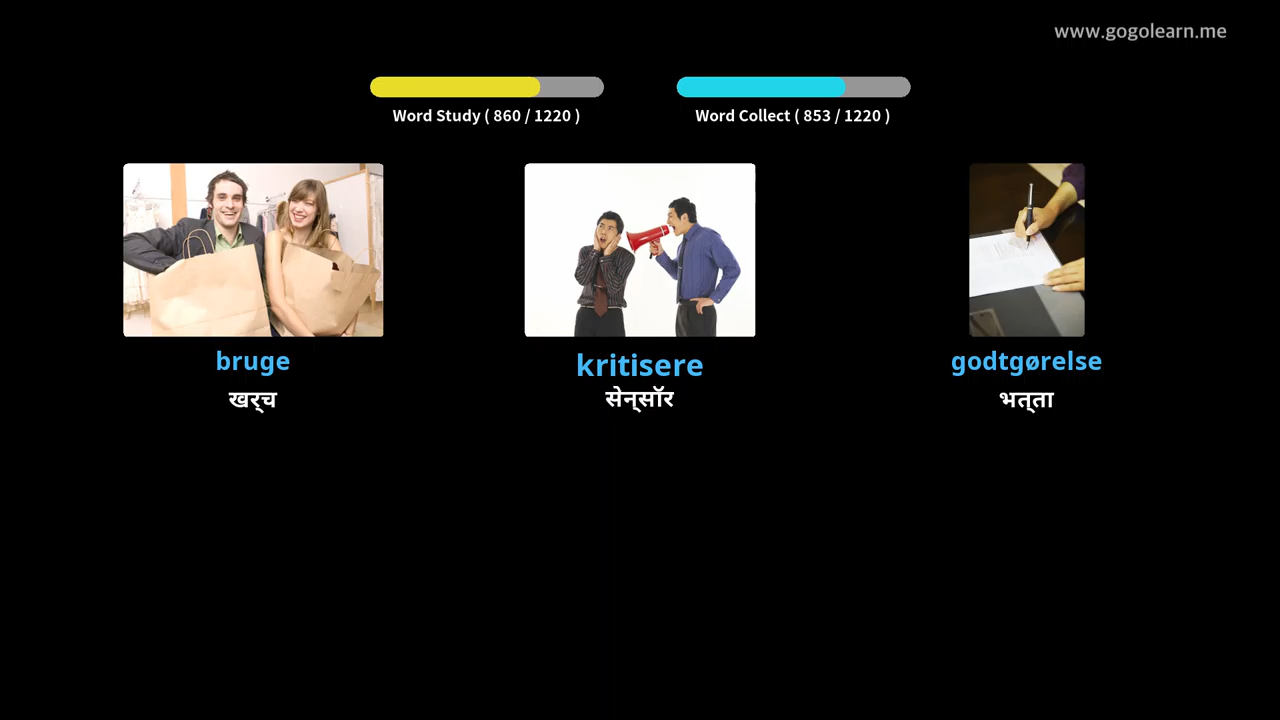 www.gogolearn.me
Word Study ( 860 / 1220 )
Word Collect ( 853 / 1220 )
bruge
खर्‌च
kritisere
सेन्‌सॉर
godtgørelse
भत्‌ता